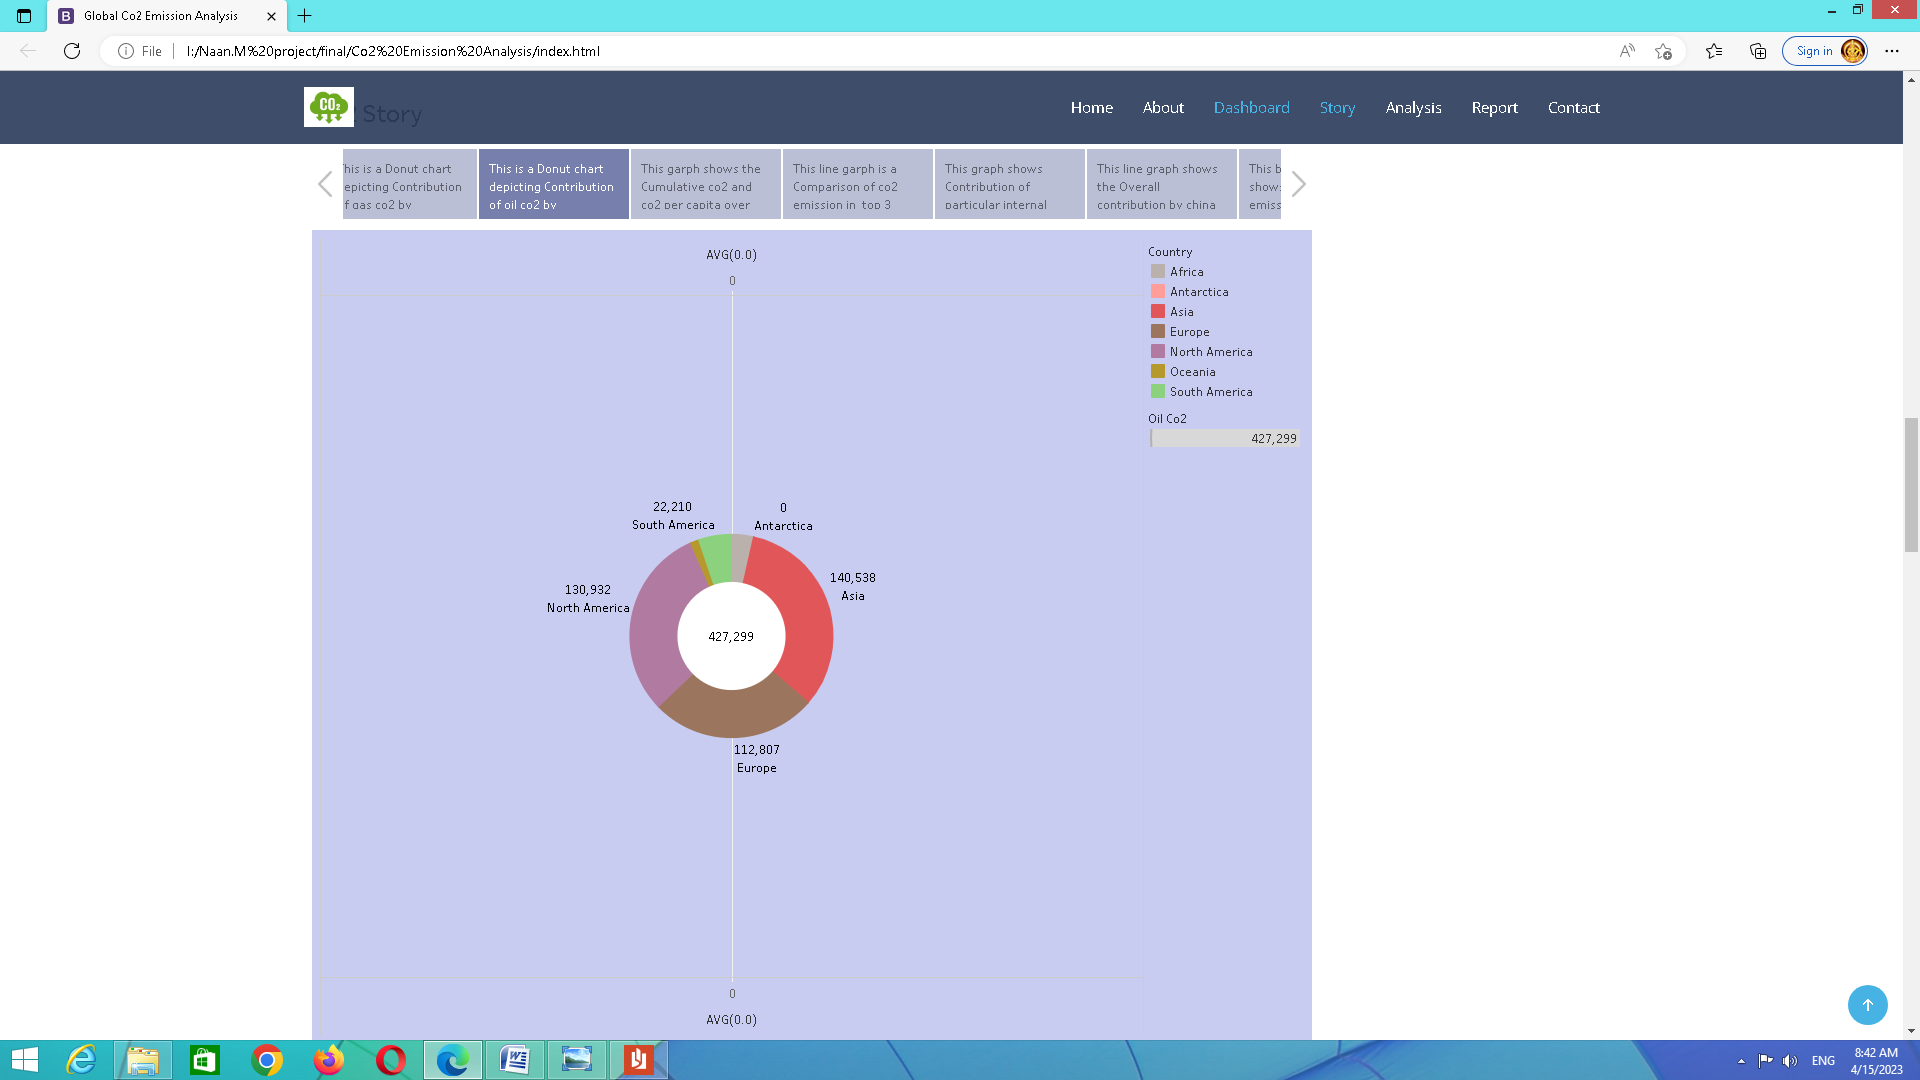 Global Co2 Emission Analysis
File
I:/Naan.M%20project/final/Co2%20Emission%20Analysis/index.html
Sign in
CO2
Story
Home
About
Dashboard
Story
Analysis
Report
Contact
his is a Donut chart
epicting Contribution
f gas co2 by
This is a Donut chart
depicting Contribution
of oil co2 by
This garph shows the
Cumulative co2 and
co2 per capita over
This line garph is a
Comparison of co2
emission in top 3
This graph shows
Contribution of
particular internal
This line graph shows
the Overall
contribution by china
This b
show
emiss
AVG(0.0)
0
Country
Africa
Antarctica
Asia
Europe
North America
Oceania
South America
Oil Co2
427,299
22,210
South America
0
Antarctica
140,538
Asia
130,932
North America
427,299
112,807
Europe
0
AVG(0.0)
ENG
8:42 AM
4/15/2023